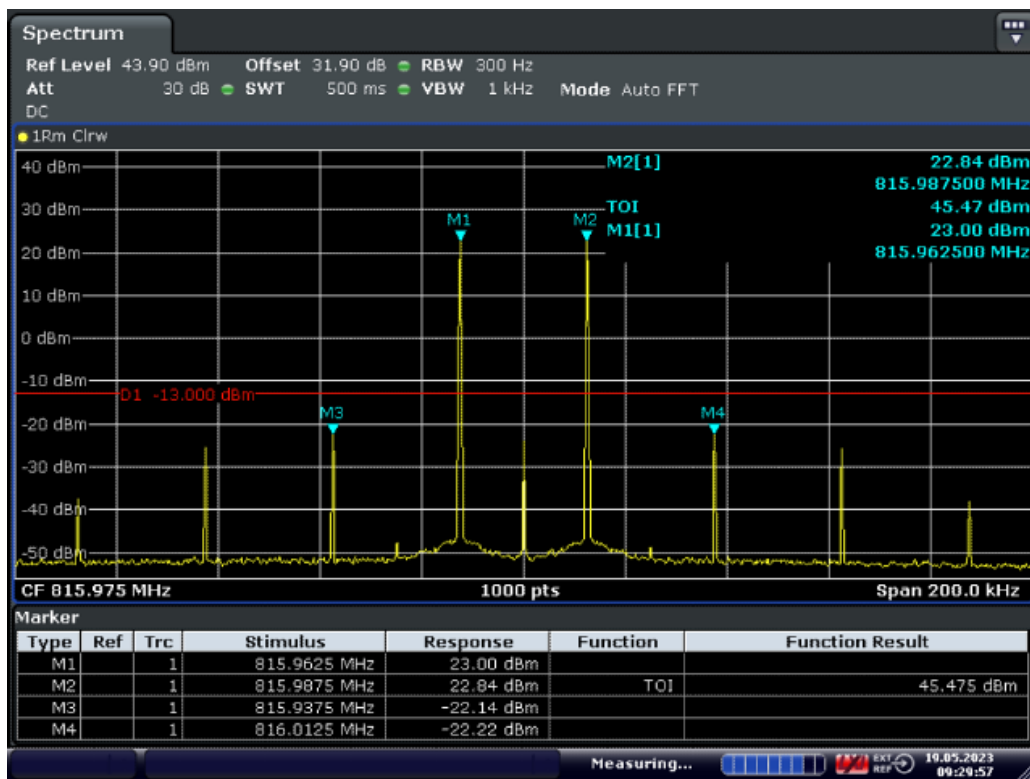 Spectrum
Ref Level 43.90 dBm Offset 31.90 dB RBW 300 Hz
Att 30 dB SWT 500 ms VBW 1 kHz Mode Auto FFT
DC
1Rm Clrw
40 dBm
M2[1] 22.84 dBm
815.987500 MHz
30 dBm
TOI 45.47 dBm
M1 M2
M1[1] 23.00 dBm
20 dBm
815.962500 MHz
10 dBm
0 dBm
-10 dBm
D1 -13.000 dBm
M3 M4
-20 dBm
-30 dBm
-40 dBm
-50 dBm
CF 815.975 MHz 1000 pts Span 200.0 kHz
Marker
Type Ref Trc Stimulus Response Function Function Result
M1 1 815.9625 MHz 23.00 dBm
M2 1 815.9875 MHz 22.84 dBm TOI 45.475 dBm
M3 1 815.9375 MHz -22.14 dBm
M4 1 816.0125 MHz -22.22 dBm
Measuring... EXT REF 19.05.2023
09:29:57